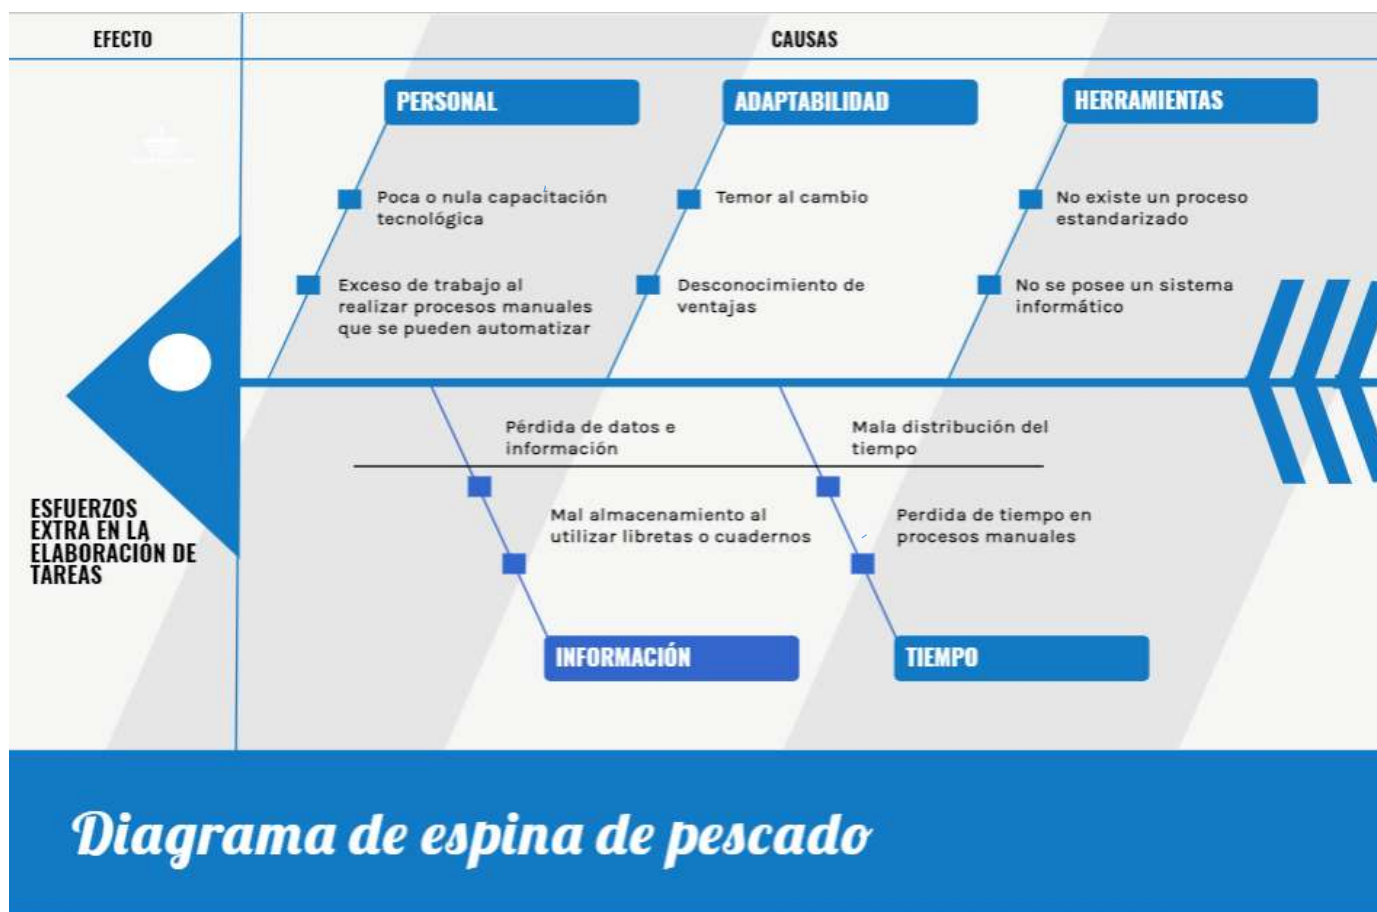 EFECTO
CAUSAS
PERSONAL
ADAPTABILIDAD
HERRAMIENTAS
Poca o nula capacitación
tecnológica
Temor al cambio
No existe un proceso
estandarizado
Exceso de trabajo al
realizar procesos manuales
que se pueden automatizar
Desconocimiento de
ventajas
No se posee un sistema
informático
Pérdida de datos e
información
Mala distribución del
tiempo
ESFUERZOS
EXTRA EN LA
ELABORACIÓN DE
TAREAS
Mal almacenamiento al
utilizar libretas o cuadernos
Perdida de tiempo en
procesos manuales
INFORMACIÓN
TIEMPO
Diagrama de espina de pescado